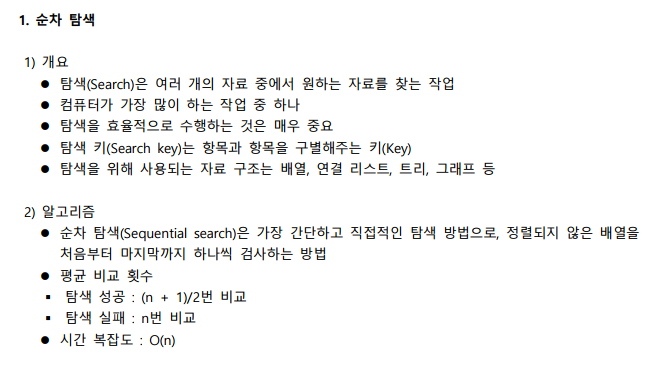 1. 순차 탐색
1) 개요
● 탐색(Search)은 여러 개의 자료 중에서 원하는 자료를 찾는 작업
● 컴퓨터가 가장 많이 하는 작업 중 하나
● 탐색을 효율적으로 수행하는 것은 매우 중요
● 탐색 키(Search key)는 항목과 항목을 구별해주는 키(Key)
● 탐색을 위해 사용되는 자료 구조는 배열, 연결 리스트, 트리, 그래프 등
2) 알고리즘
● 순차 탐색(Sequential search)은 가장 간단하고 직접적인 탐색 방법으로, 정렬되지 않은 배열을
처음부터 마지막까지 하나씩 검사하는 방법
● 평균 비교 횟수
▪ 탐색 성공 : (n + 1)/2번 비교
▪ 탐색 실패 : n번 비교
● 시간 복잡도 : O(n)